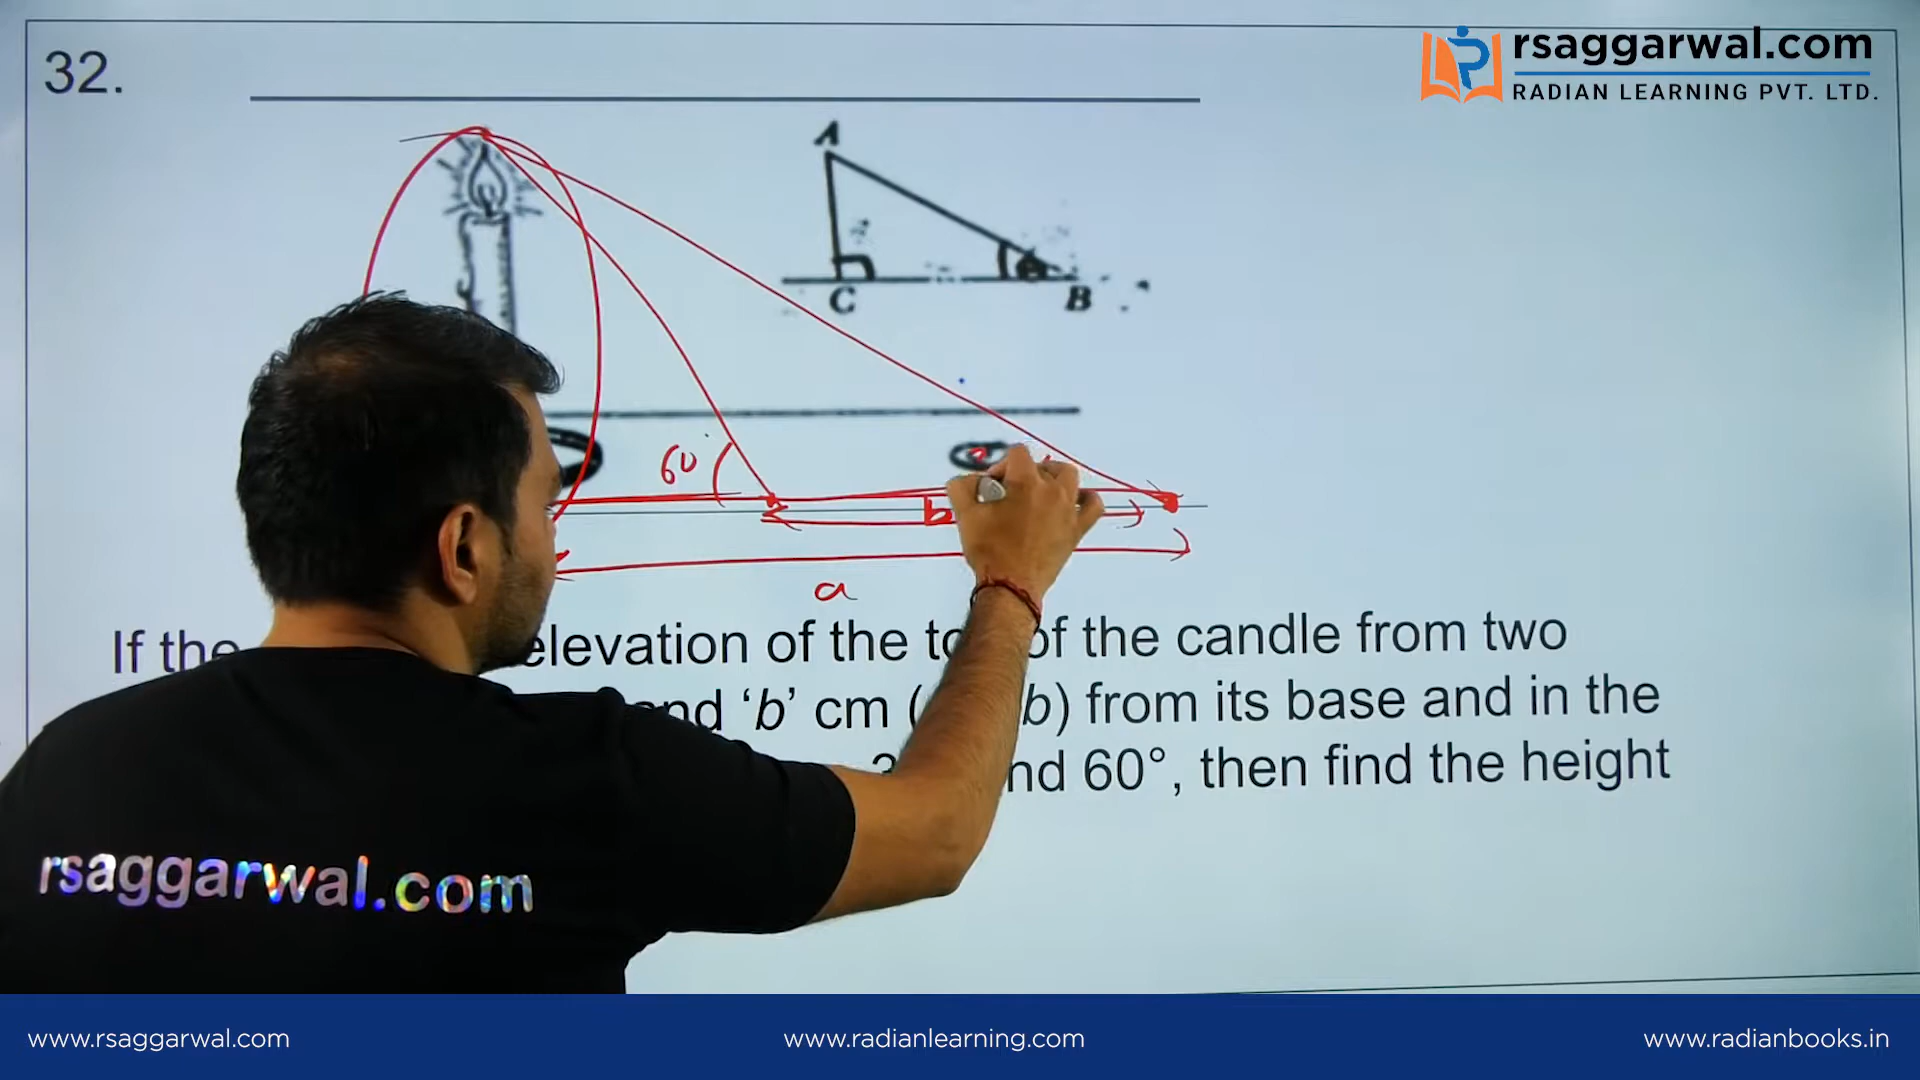 32.
rsaggarwal.com
RADIAN LEARNING PVT. LTD.
A
C
B
60
b
a
If the elevation of the of the candle from two
and ‘b’ cm ( b) from its base and in the
and 60°, then find the height
rsaggarwal.com
www.rsaggarwal.com
www.radianlearning.com
www.radianbooks.in